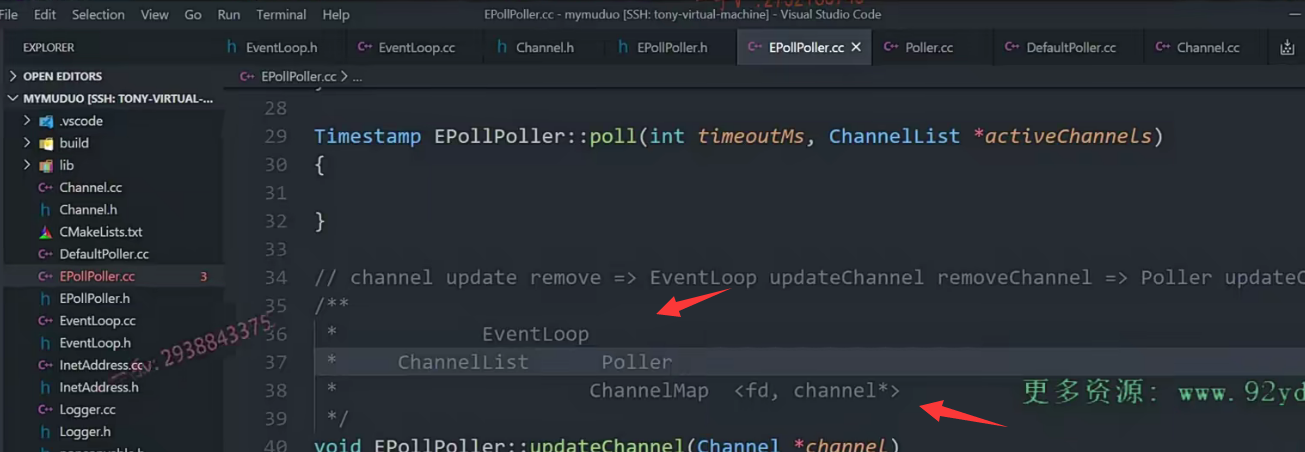 File Edit Selection View Go Run Terminal Help EPollPoller.cc - mymuduo [SSH: tony-virtual-machine] - Visual Studio Code
EXPLORER
EventLoop.h EventLoop.cc Channel.h EPollPoller.h EPollPoller.cc Poller.cc DefaultPoller.cc Channel.cc
OPEN EDITORS
EPollPoller.cc > ...
MYMUDUO [SSH: TONY-VIRTUAL-...
.vscode
build
lib
Channel.cc
Channel.h
CMakeLists.txt
DefaultPoller.cc
EPollPoller.cc 3
EPollPoller.h
EventLoop.cc
EventLoop.h
InetAddress.cc
InetAddress.h
Logger.cc
Logger.h
28
29 Timestamp EPollPoller::poll(int timeoutMs, ChannelList *activeChannels)
30 {
31
32 }
33
34 // channel update remove => EventLoop updateChannel removeChannel => Poller updateC
35 /**
36 * EventLoop
37 * ChannelList Poller
38 * ChannelMap <fd, channel*>
39 */
40 void EPollPoller::updateChannel(Channel *channel)
2938843375
更多资源: www.92yd